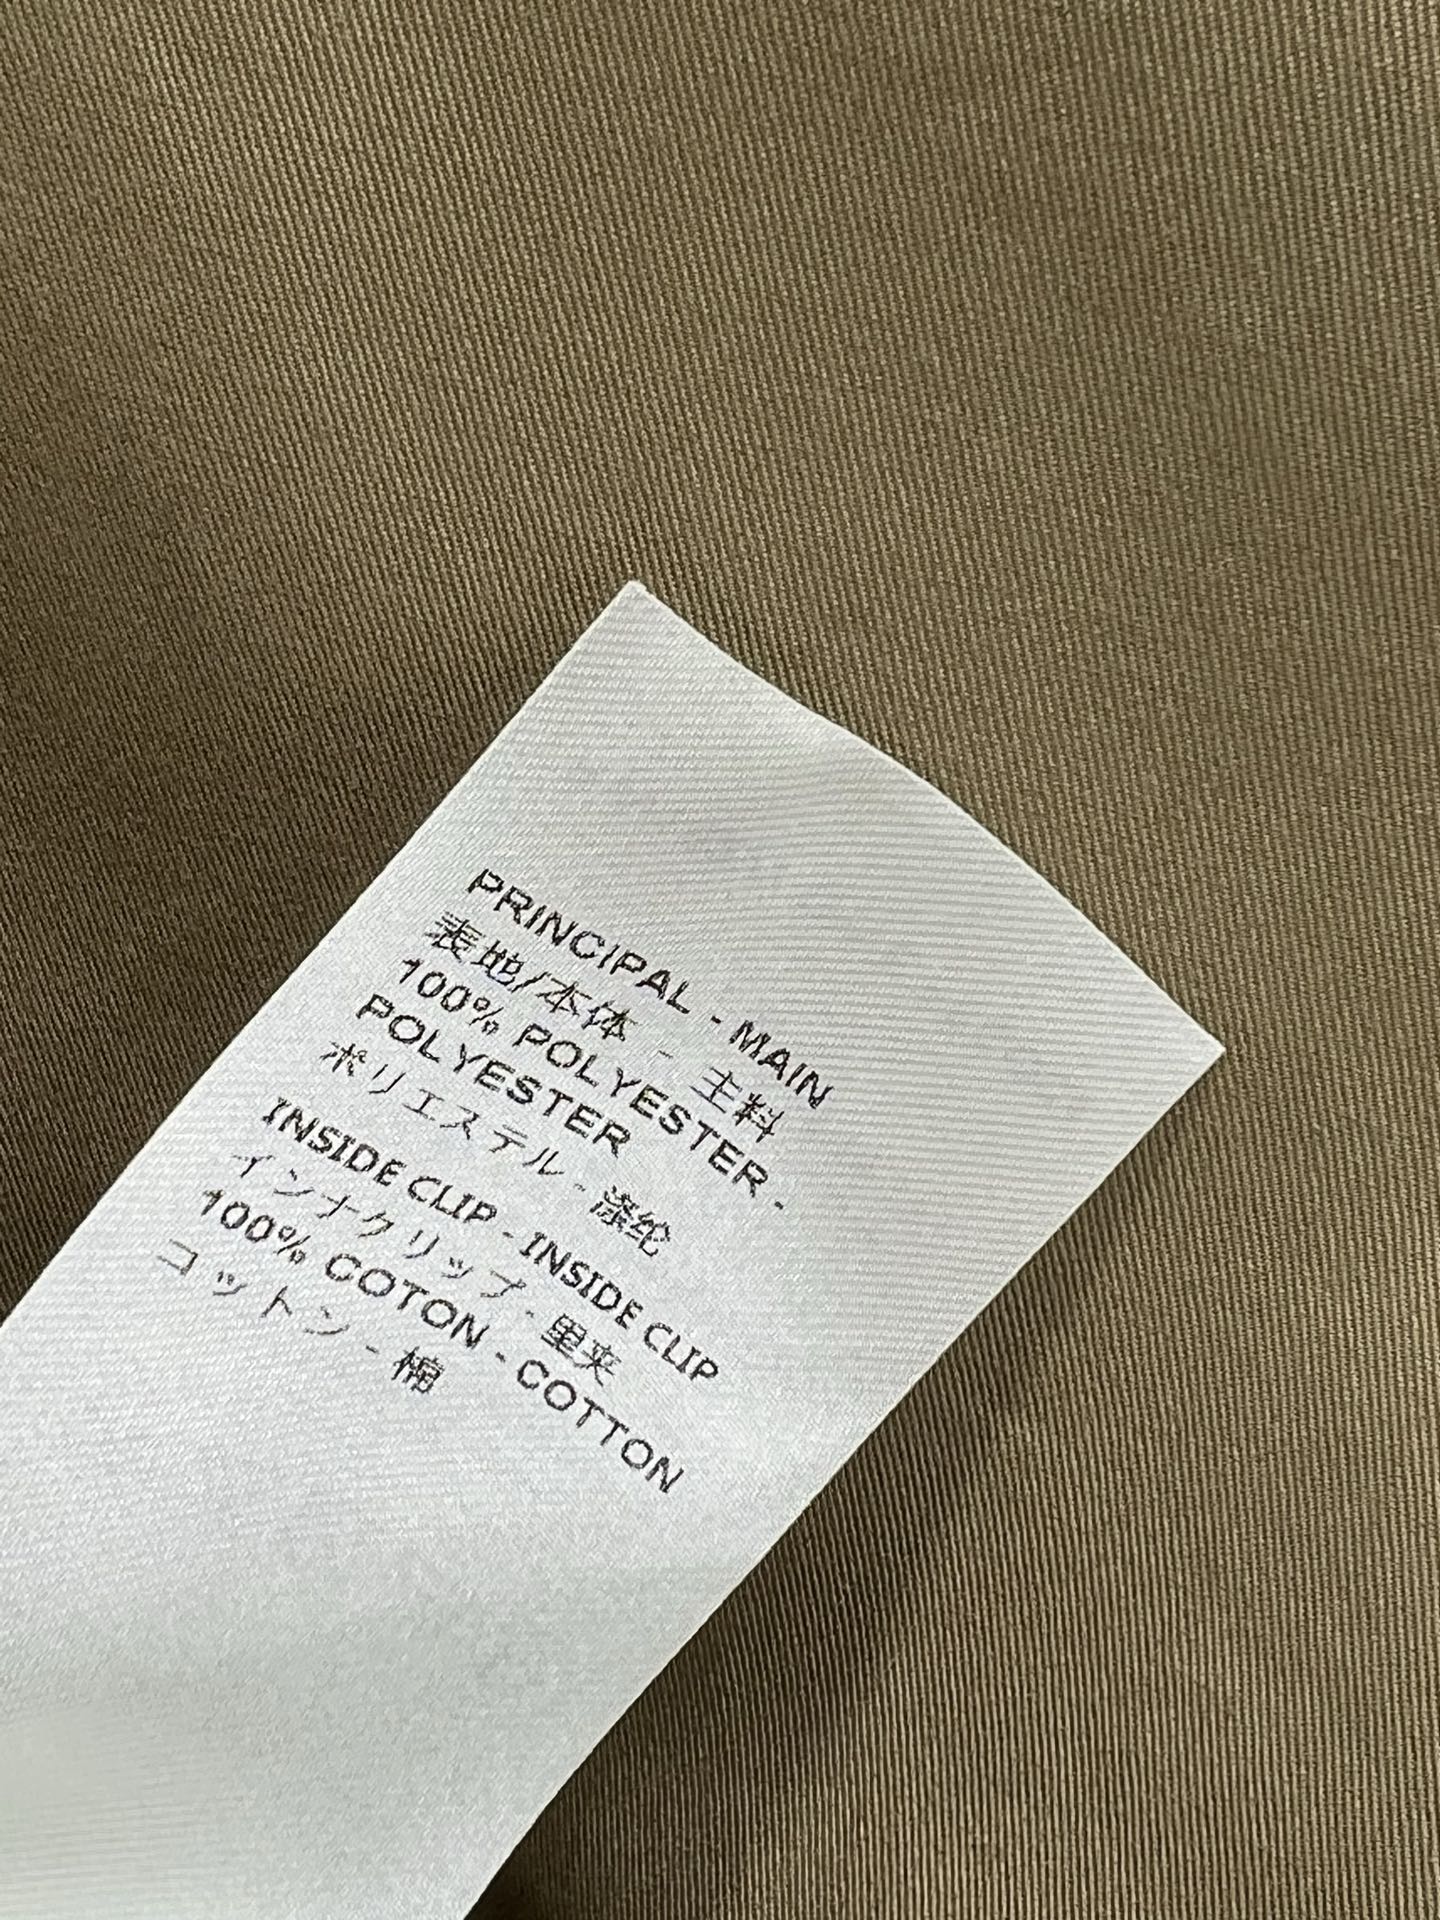 PRINCIPAL - MAIN
表地/本体 - 主料
100% POLYESTER -
POLYESTER
ポリエステル - 涤纶
INSIDE CLIP - INSIDE CLIP
インナクリップ - 里夹
100% COTON - COTTON
コットン - 棉